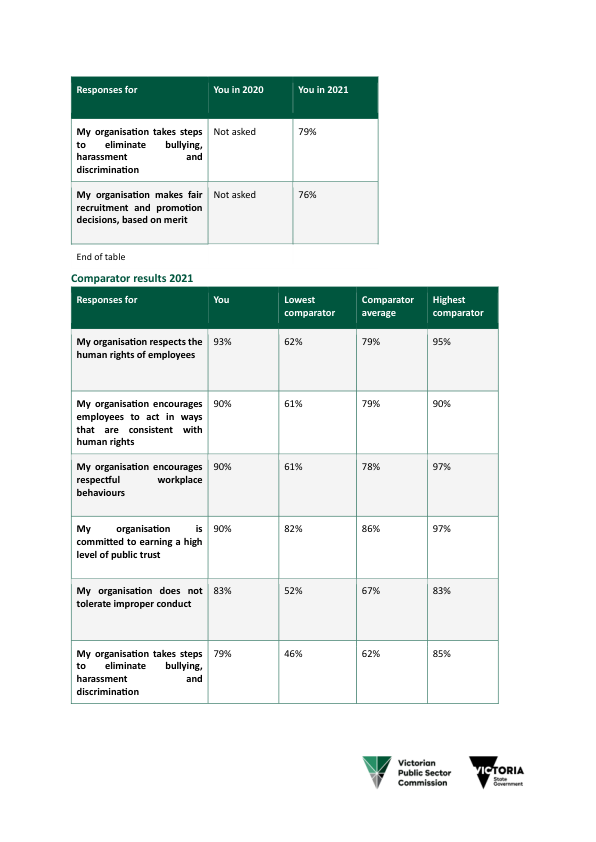 Responses for You in 2020 You in 2021
My organisation takes steps Not asked 79%
to eliminate bullying,
harassment and
discrimination
My organisation makes fair Not asked 76%
recruitment and promotion
decisions, based on merit
End of table
Comparator results 2021
Responses for You Lowest Comparator Highest
comparator average comparator
My organisation respects the 93% 62% 79% 95%
human rights of employees
My organisation encourages 90% 61% 79% 90%
employees to act in ways
that are consistent with
human rights
My organisation encourages 90% 61% 78% 97%
respectful workplace
behaviours
My organisation is 90% 82% 86% 97%
committed to earning a high
level of public trust
My organisation does not 83% 52% 67% 83%
tolerate improper conduct
My organisation takes steps 79% 46% 62% 85%
to eliminate bullying,
harassment and
discrimination
Victorian
Public Sector
Commission
VICTORIA
State
Government